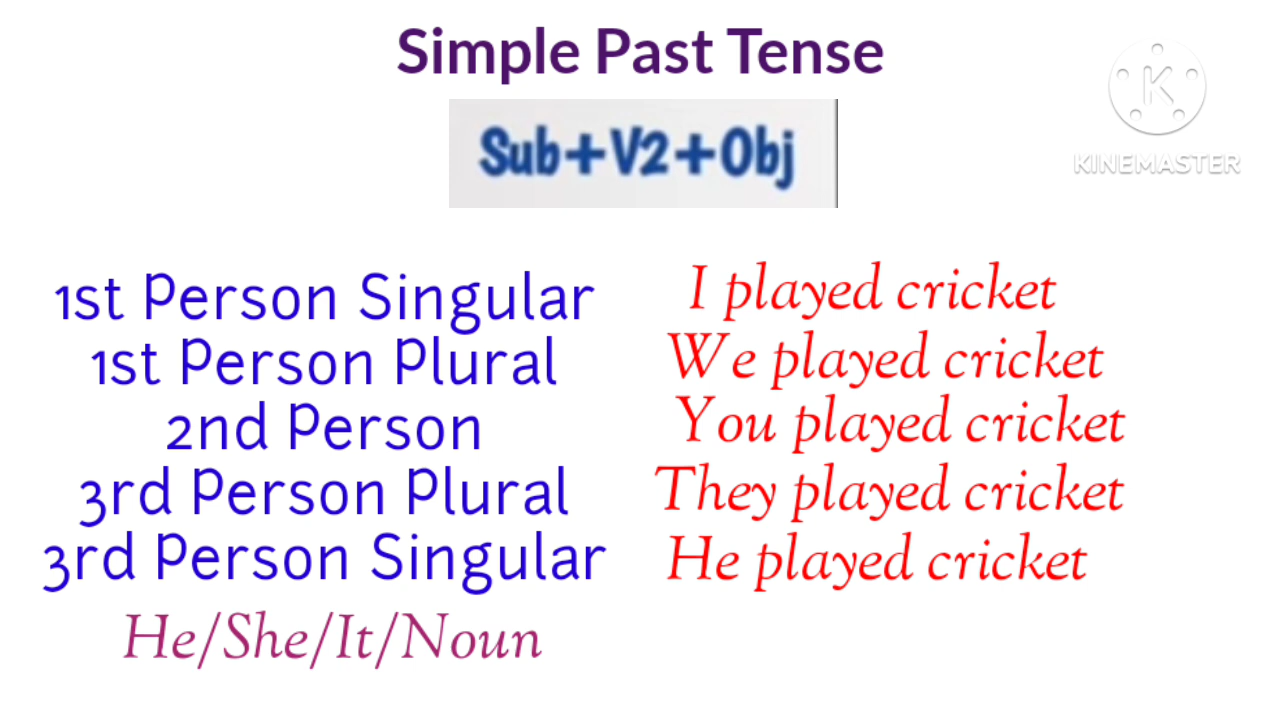 Simple Past Tense
Sub+V2+Obj
K
KINEMASTER
1st Person Singular
I played cricket
1st Person Plural
We played cricket
2nd Person
You played cricket
3rd Person Plural
They played cricket
3rd Person Singular
He played cricket
He/She/It/Noun